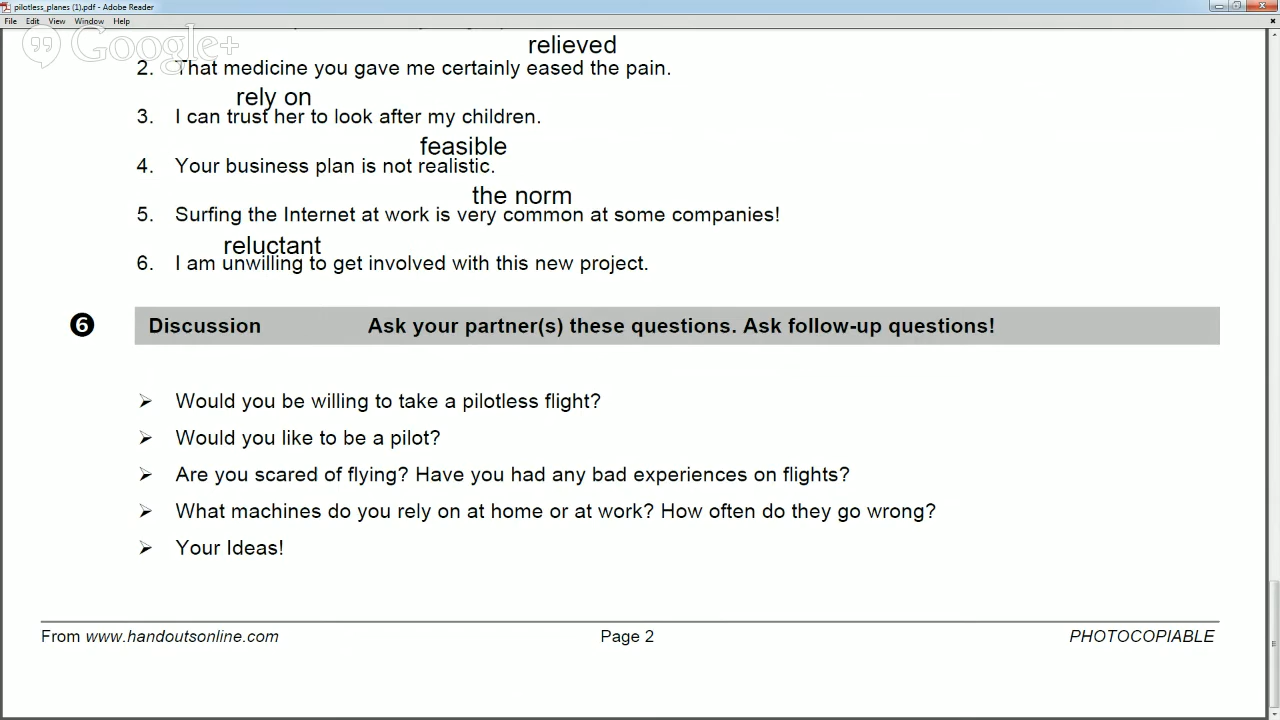 pilotless_planes (1).pdf - Adobe Reader
File Edit View Window Help
Google+
relieved
2. That medicine you gave me certainly eased the pain.
rely on
3. I can trust her to look after my children.
feasible
4. Your business plan is not realistic.
the norm
5. Surfing the Internet at work is very common at some companies!
reluctant
6. I am unwilling to get involved with this new project.
❻ Discussion Ask your partner(s) these questions. Ask follow-up questions!
➢ Would you be willing to take a pilotless flight?
➢ Would you like to be a pilot?
➢ Are you scared of flying? Have you had any bad experiences on flights?
➢ What machines do you rely on at home or at work? How often do they go wrong?
➢ Your Ideas!
From www.handoutsonline.com Page 2 PHOTOCOPIABLE